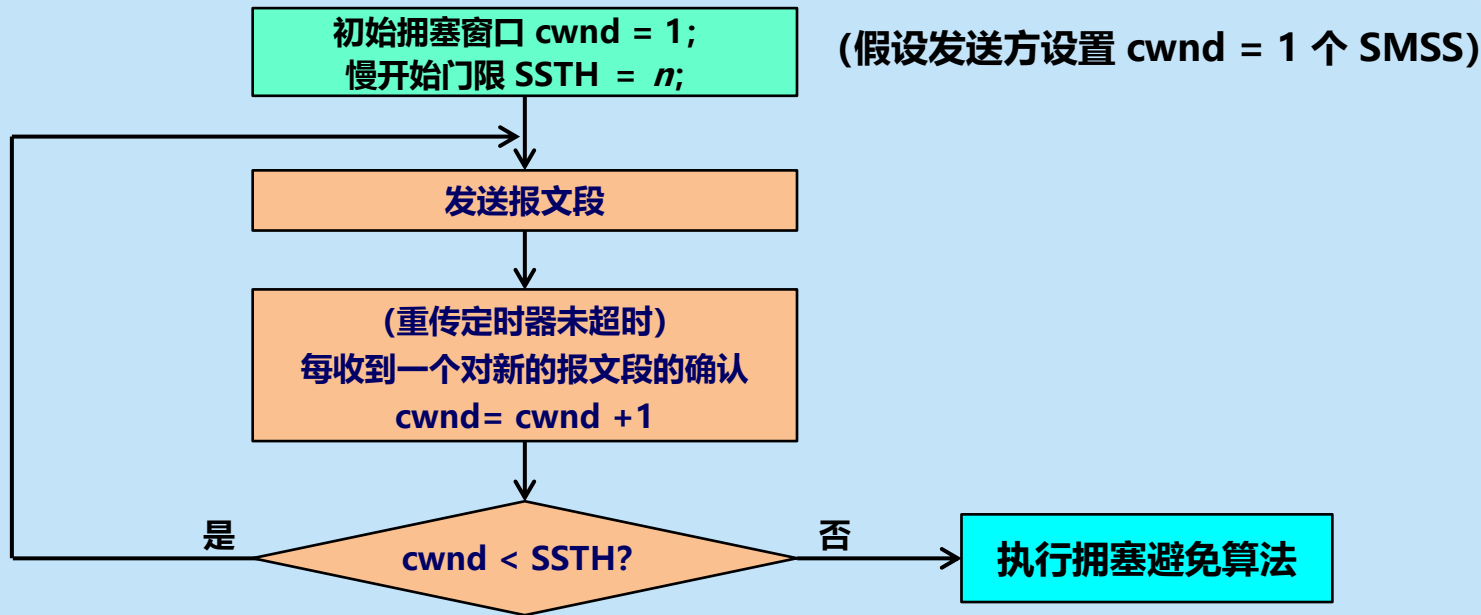 初始拥塞窗口 cwnd = 1;
慢开始门限 SSTH = n;
(假设发送方设置 cwnd = 1 个 SMSS)
发送报文段
(重传定时器未超时)
每收到一个对新的报文段的确认
cwnd= cwnd +1
是
cwnd < SSTH?
否
执行拥塞避免算法